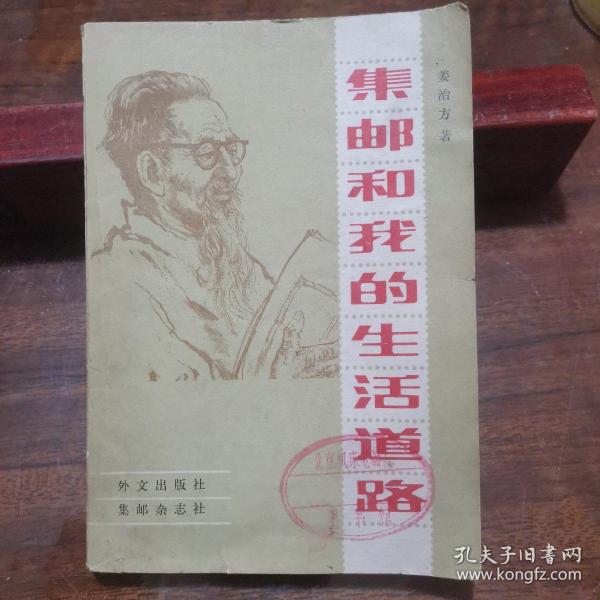 姜治方 著
集邮和我的生活道路
外文出版社
集邮杂志社
孔夫子旧书网
www.kongfz.com